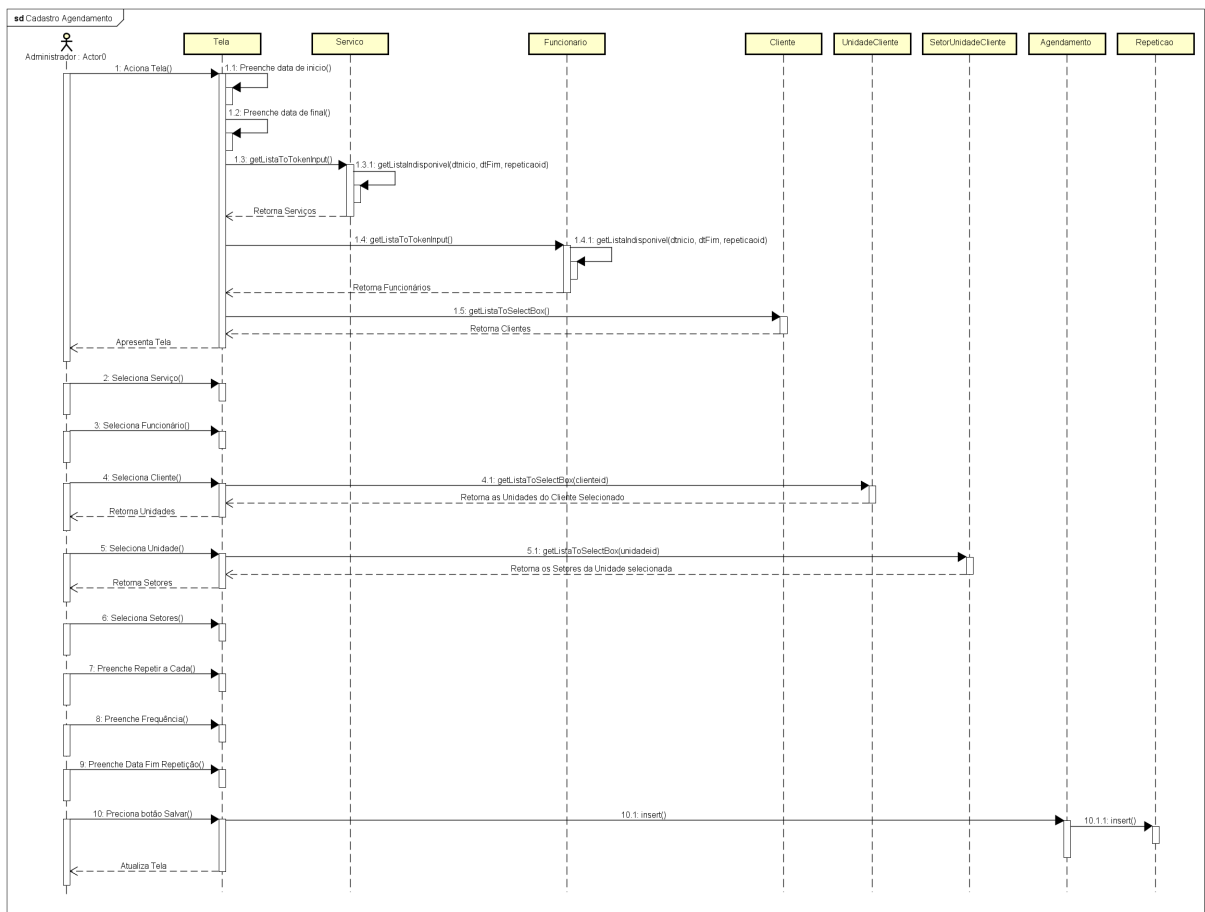 sd Cadastro Agendamento
Administrador : Actor0
Tela
Servico
Funcionario
Cliente
UnidadeCliente
SetorUnidadeCliente
Agendamento
Repeticao
1: Aciona Tela()
1.1: Preenche data de inicio()
1.2: Preenche data de final()
1.3: getListaToTokenInput()
1.3.1: getListaIndisponivel(dtnicio, dtFim, repeticaoid)
Retorna Serviços
1.4: getListaToTokenInput()
1.4.1: getListaIndisponivel(dtnicio, dtFim, repeticaoid)
Retorna Funcionários
1.5: getListaToSelectBox()
Retorna Clientes
Apresenta Tela
2: Seleciona Serviço()
3: Seleciona Funcionário()
4: Seleciona Cliente()
4.1: getListaToSelectBox(clienteid)
Retorna as Unidades do Cliente Selecionado
Retorna Unidades
5: Seleciona Unidade()
5.1: getListaToSelectBox(unidadeid)
Retorna os Setores da Unidade selecionada
Retorna Setores
6: Seleciona Setores()
7: Preenche Repetir a Cada()
8: Preenche Frequência()
9: Preenche Data Fim Repetição()
10: Preciona botão Salvar()
10.1: insert()
10.1.1: insert()
Atualiza Tela